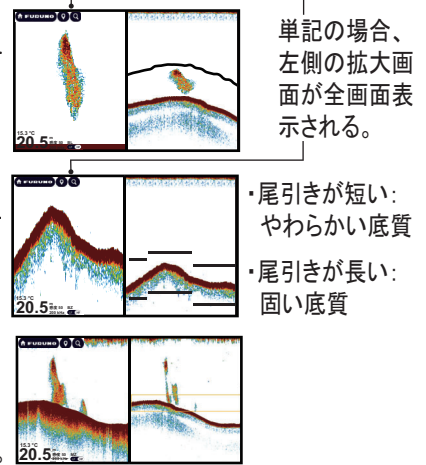 FURUNO
15.3 °C
20.5 m
単記の場合、
左側の拡大画
面が全画面表
示される。
FURUNO
15.3 °C
20.5 m
200 kHz
・尾引きが短い:
やわらかい底質
・尾引きが長い:
固い底質
FURUNO
15.3 °C
20.5 m
。